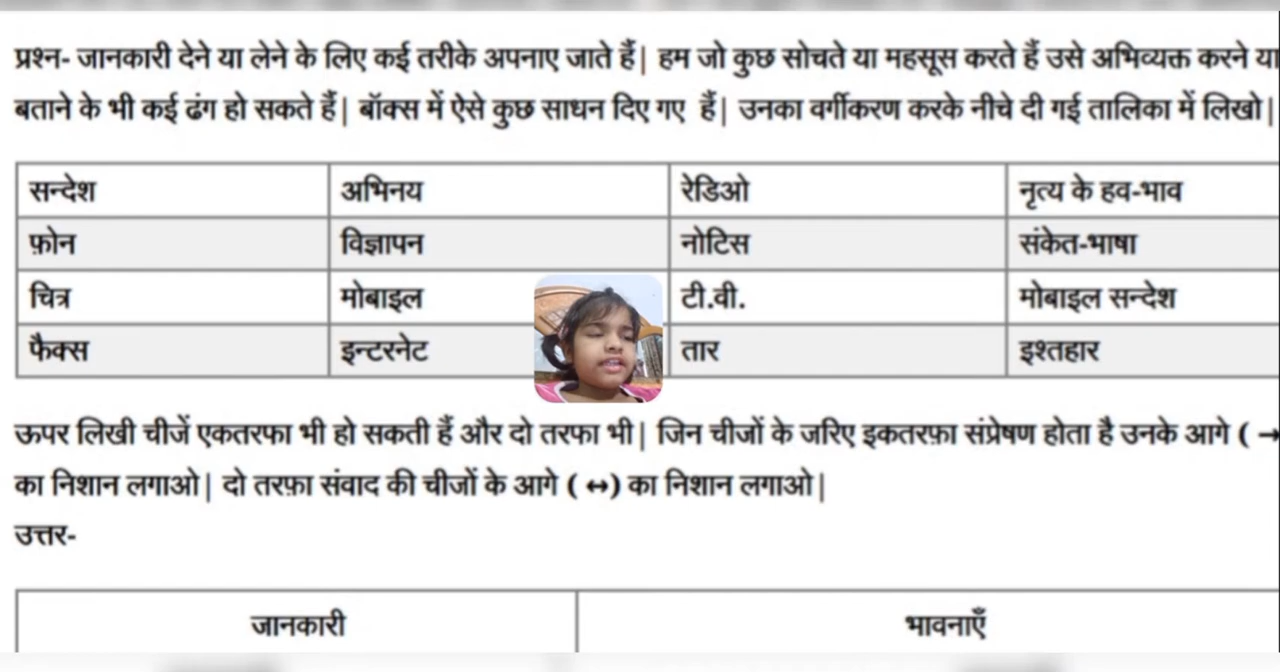 प्रश्न- जानकारी देने या लेने के लिए कई तरीके अपनाए जाते हैं| हम जो कुछ सोचते या महसूस करते हैं उसे अभिव्यक्त करने या
बताने के भी कई ढंग हो सकते हैं| बॉक्स में ऐसे कुछ साधन दिए गए हैं| उनका वर्गीकरण करके नीचे दी गई तालिका में लिखो|
सन्देश अभिनय रेडिओ नृत्य के हव-भाव
फ़ोन विज्ञापन नोटिस संकेत-भाषा
चित्र मोबाइल टी.वी. मोबाइल सन्देश
फैक्स इन्टरनेट तार इश्तहार
ऊपर लिखी चीजें एकतरफा भी हो सकती हैं और दो तरफा भी| जिन चीजों के जरिए इकतरफ़ा संप्रेषण होता है उनके आगे ( →
का निशान लगाओ| दो तरफ़ा संवाद की चीजों के आगे ( ↔) का निशान लगाओ|
उत्तर-
जानकारी भावनाएँ